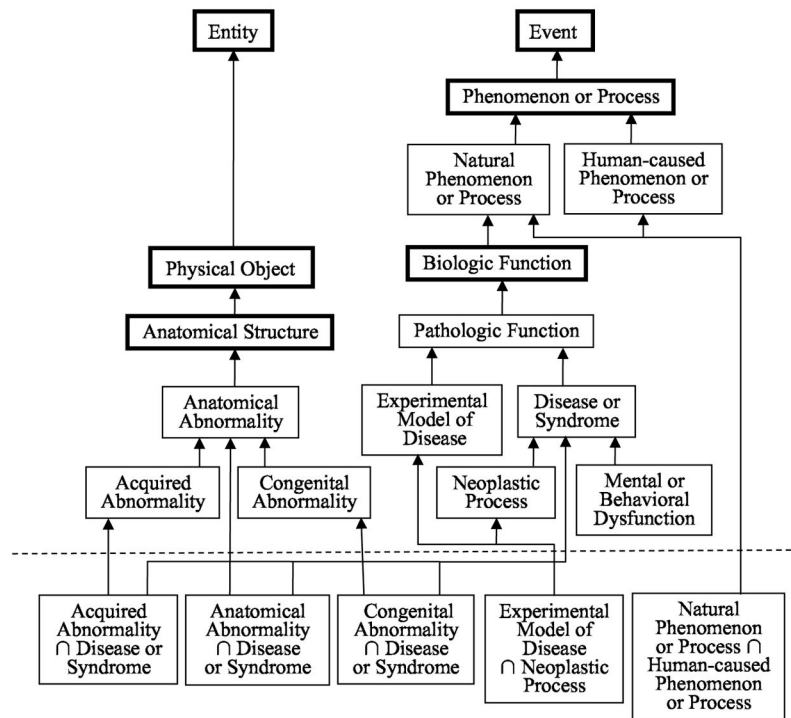 Entity
Event
Phenomenon or Process
Natural
Phenomenon
or Process
Human-caused
Phenomenon or
Process
Physical Object
Biologic Function
Anatomical Structure
Pathologic Function
Anatomical
Abnormality
Experimental
Model of
Disease
Disease or
Syndrome
Acquired
Abnormality
Congenital
Abnormality
Neoplastic
Process
Mental or
Behavioral
Dysfunction
Acquired
Abnormality
∩ Disease or
Syndrome
Anatomical
Abnormality
∩ Disease
or Syndrome
Congenital
Abnormality
∩ Disease
or Syndrome
Experimental
Model of
Disease
∩ Neoplastic
Process
Natural
Phenomenon
or Process ∩
Human-caused
Phenomenon
or Process